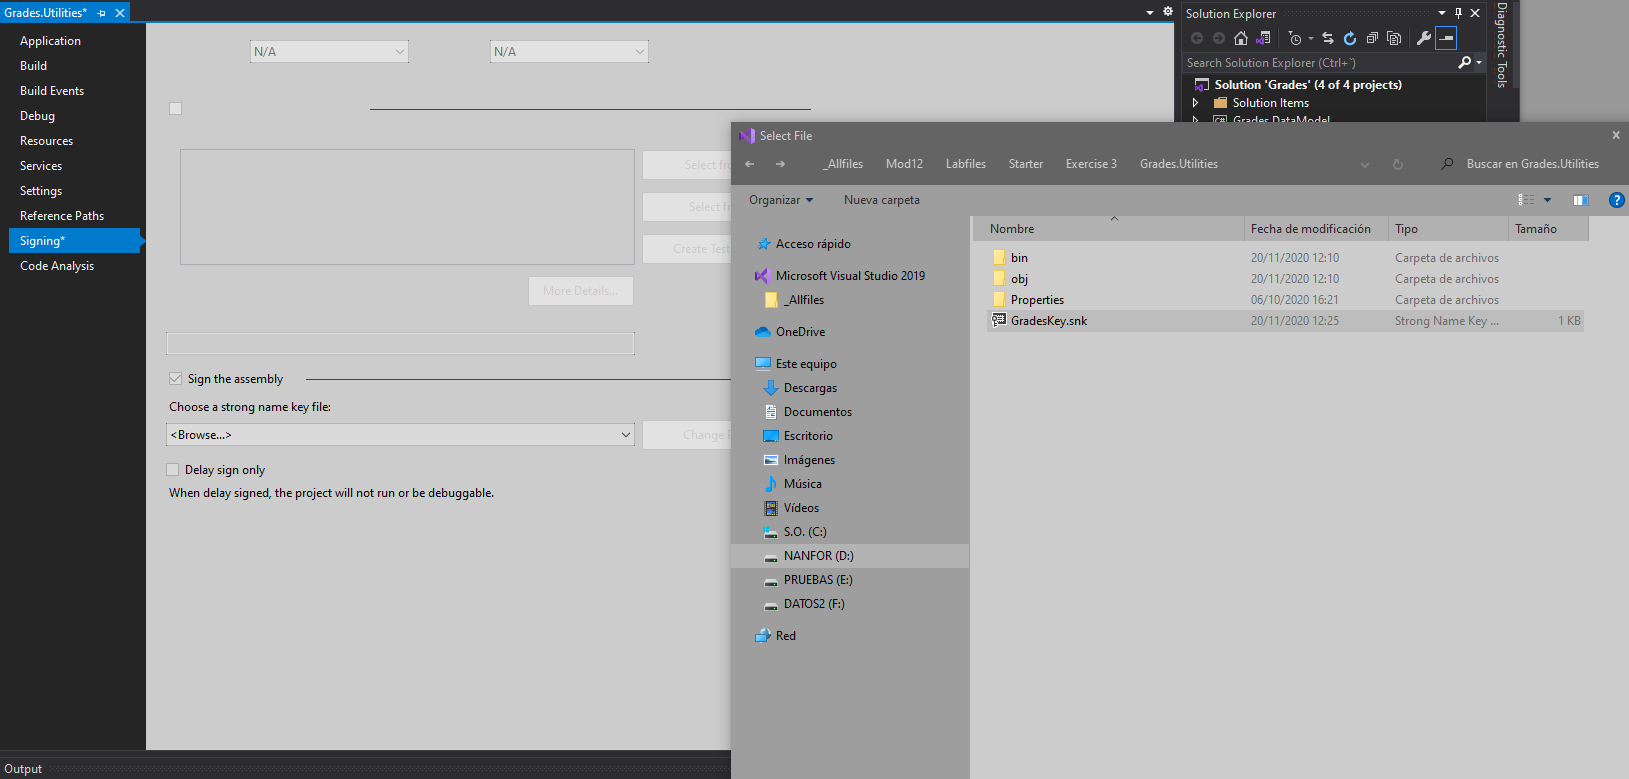 Grades.Utilities*
Application
Build
Build Events
Debug
Resources
Services
Settings
Reference Paths
Signing*
Code Analysis
N/A
N/A
Select fr
Select fr
Create Test
More Details...
Sign the assembly
Choose a strong name key file:
<Browse...>
Change
Delay sign only
When delay signed, the project will not run or be debuggable.
Output
Solution Explorer
Search Solution Explorer (Ctrl+`)
Solution 'Grades' (4 of 4 projects)
Solution Items
C# Grades.DataModel
Diagnostic Tools
Select File
_Allfiles Mod12 Labfiles Starter Exercise 3 Grades.Utilities
Buscar en Grades.Utilities
Organizar Nueva carpeta
?
Acceso rápido
Microsoft Visual Studio 2019
_Allfiles
OneDrive
Este equipo
Descargas
Documentos
Escritorio
Imágenes
Música
Vídeos
S.O. (C:)
NANFOR (D:)
PRUEBAS (E:)
DATOS2 (F:)
Red
Nombre Fecha de modificación Tipo Tamaño
bin 20/11/2020 12:10 Carpeta de archivos
obj 20/11/2020 12:10 Carpeta de archivos
Properties 06/10/2020 16:21 Carpeta de archivos
GradesKey.snk 20/11/2020 12:25 Strong Name Key ... 1 KB